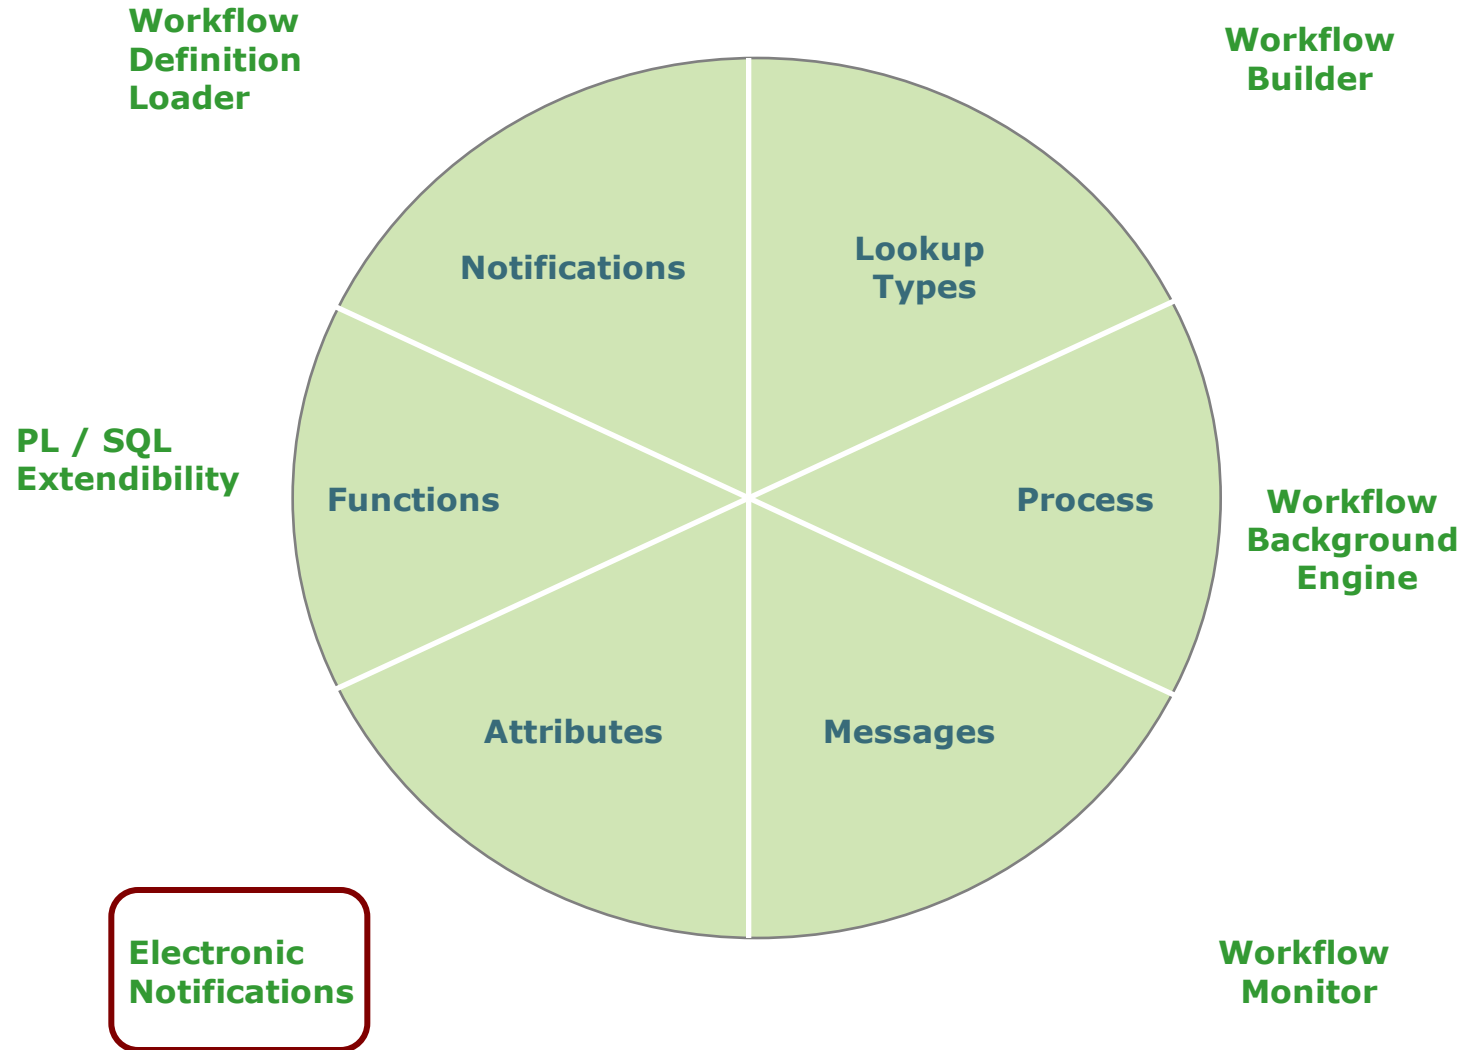 Workflow
Definition
Loader
Workflow
Builder
Notifications
Lookup
Types
PL / SQL
Extendibility
Functions
Process
Workflow
Background
Engine
Attributes
Messages
Electronic
Notifications
Workflow
Monitor